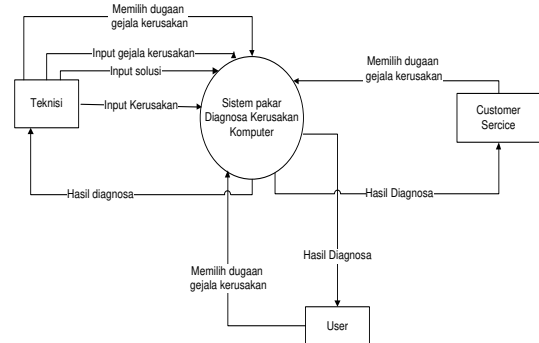 Memilih dugaan
gejala kerusakan
Input gejala kerusakan
Input solusi
Memilih dugaan
gejala kerusakan
Teknisi
Input Kerusakan
Sistem pakar
Diagnosa Kerusakan
Komputer
Customer
Sercice
Hasil diagnosa
Hasil Diagnosa
Hasil Diagnosa
Memilih dugaan
gejala kerusakan
User